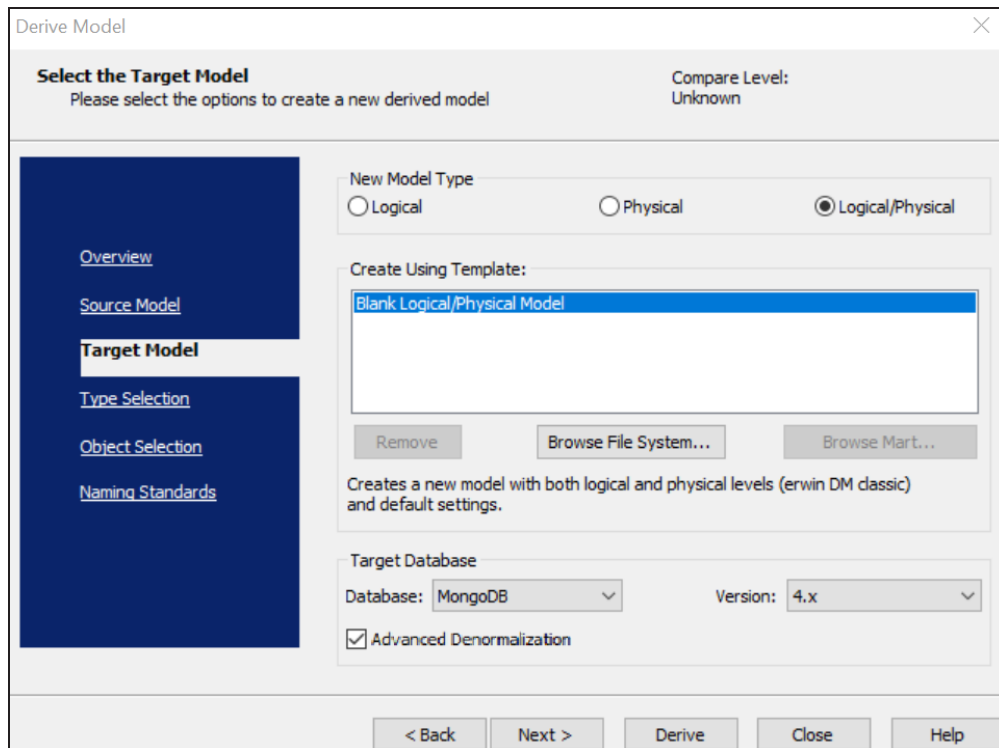 Derive Model
Select the Target Model
Please select the options to create a new derived model
Compare Level:
Unknown
Overview
Source Model
Target Model
Type Selection
Object Selection
Naming Standards
New Model Type
Logical Physical Logical/Physical
Create Using Template:
Blank Logical/Physical Model
Remove Browse File System... Browse Mart...
Creates a new model with both logical and physical levels (erwin DM classic)
and default settings.
Target Database
Database: MongoDB Version: 4.x
Advanced Denormalization
< Back Next > Derive Close Help